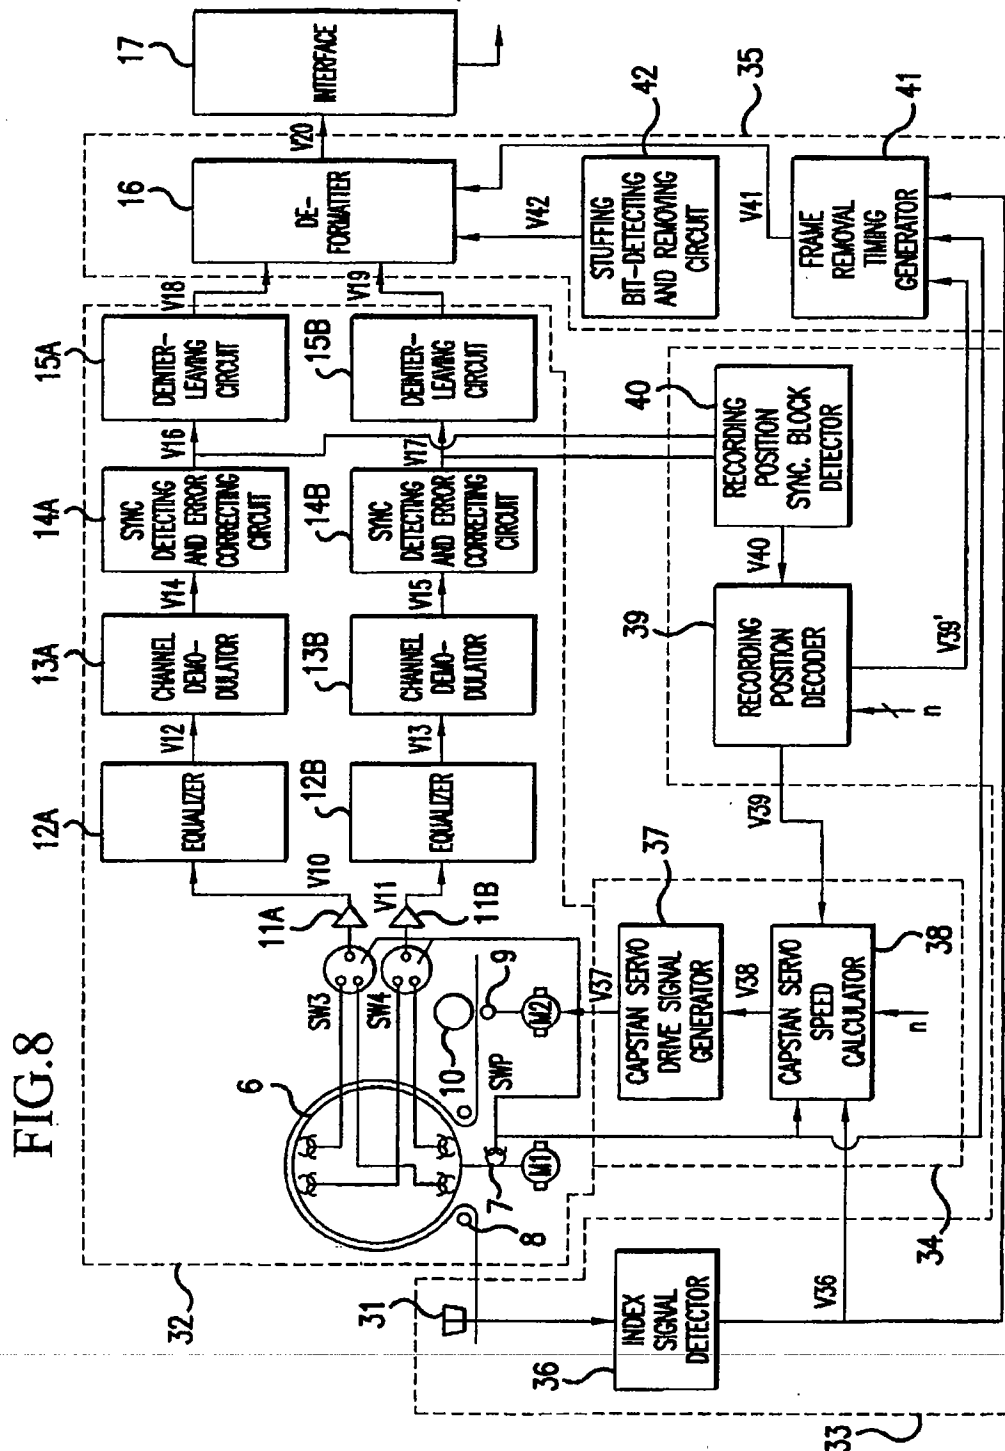 FIG.8
32
12A
EQUALIZER
V12
13A
CHANNEL
DEMO-
DULATOR
V14
14A
SYNC
DETECTING
AND ERROR
CORRECTING
CIRCUIT
V16
15A
DEINTER-
LEAVING
CIRCUIT
V18
16
DE-
FORMATTER
V20
17
INTERFACE
6
SW3
SW4
11A
V10
11B
V11
12B
EQUALIZER
V13
13B
CHANNEL
DEMO-
DULATOR
V15
14B
SYNC
DETECTING
AND ERROR
CORRECTING
CIRCUIT
V17
15B
DEINTER-
LEAVING
CIRCUIT
V19
V42
STUFFING
BIT-DETECTING
AND REMOVING
CIRCUIT
42
35
31
8
7
M1
SWP
10
9
M2
V37
CAPSTAN SERVO
DRIVE SIGNAL
GENERATOR
37
V38
CAPSTAN SERVO
SPEED
CALCULATOR
38
n
V39
39
RECORDING
POSITION
DECODER
n
V39'
V40
40
RECORDING
POSITION
SYNC. BLOCK
DETECTOR
V41
FRAME
REMOVAL
TIMING
GENERATOR
41
36
INDEX
SIGNAL
DETECTOR
V36
34
33